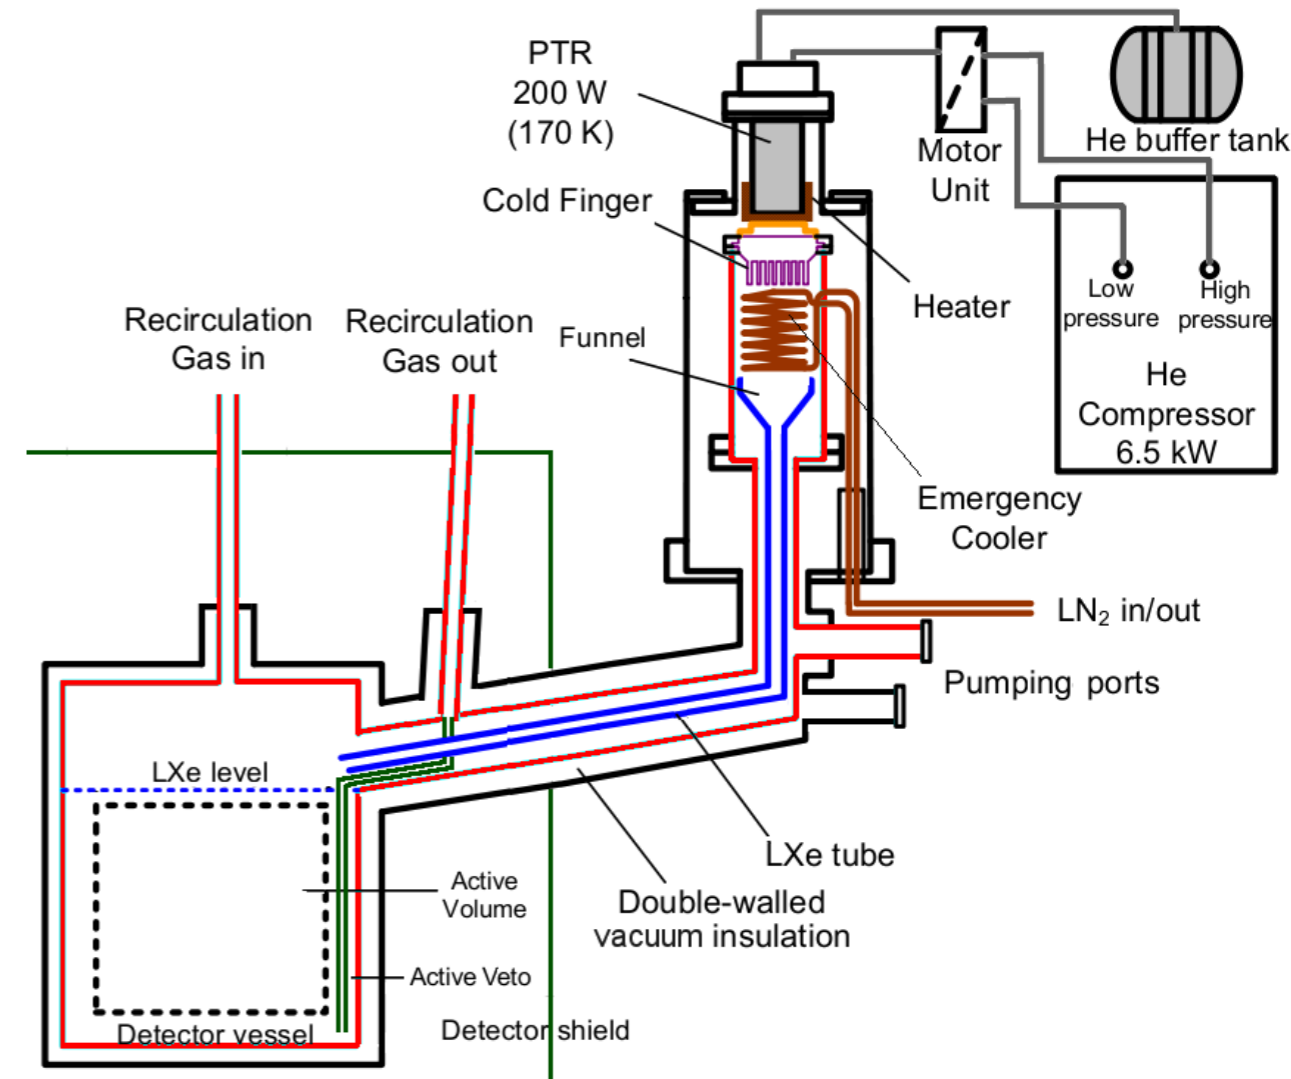 PTR
200 W
(170 K)
Cold Finger
Motor
Unit
He buffer tank
Low
pressure
High
pressure
He
Compressor
6.5 kW
Heater
Recirculation
Gas in
Recirculation
Gas out
Funnel
Emergency
Cooler
LN₂ in/out
Pumping ports
LXe level
LXe tube
Active
Volume
Double-walled
vacuum insulation
Active Veto
Detector vessel
Detector shield